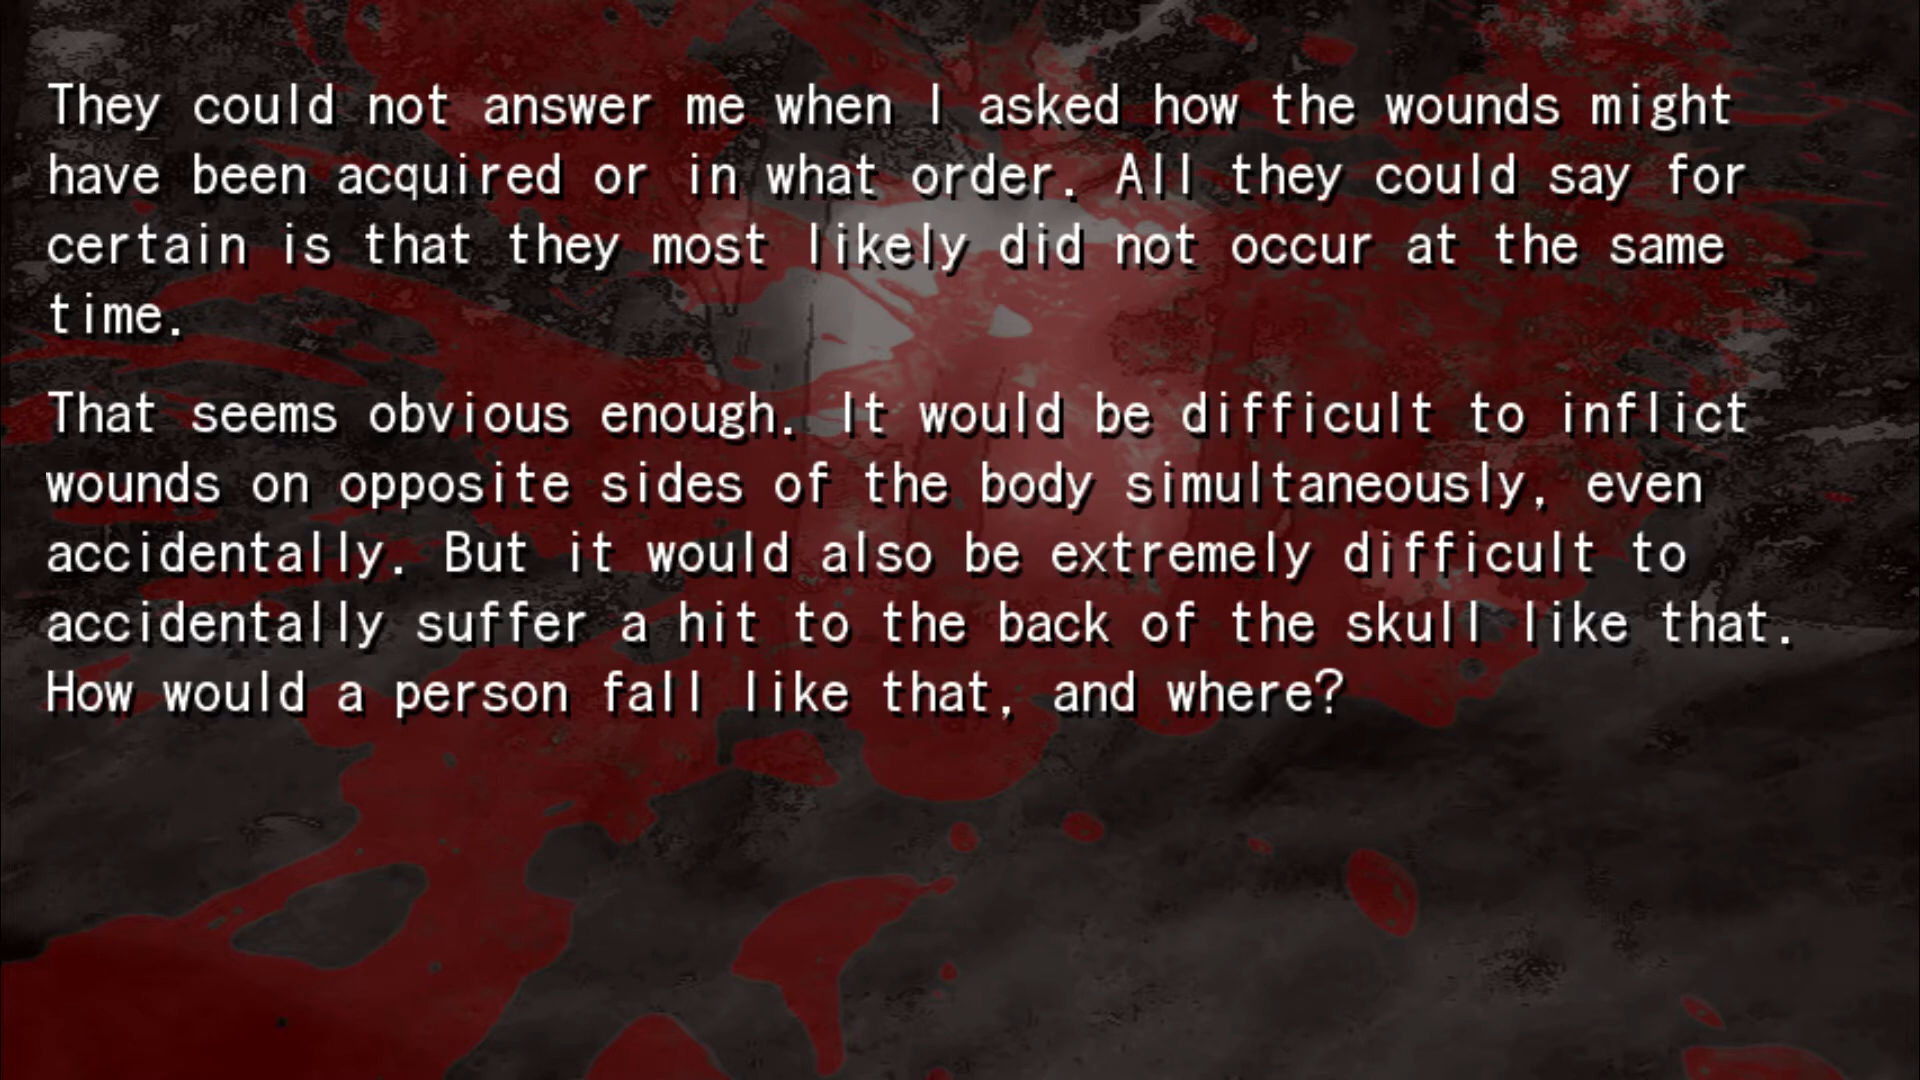 They could not answer me when I asked how the wounds might
have been acquired or in what order. All they could say for
certain is that they most likely did not occur at the same
time.
That seems obvious enough. It would be difficult to inflict
wounds on opposite sides of the body simultaneously, even
accidentally. But it would also be extremely difficult to
accidentally suffer a hit to the back of the skull like that.
How would a person fall like that, and where?